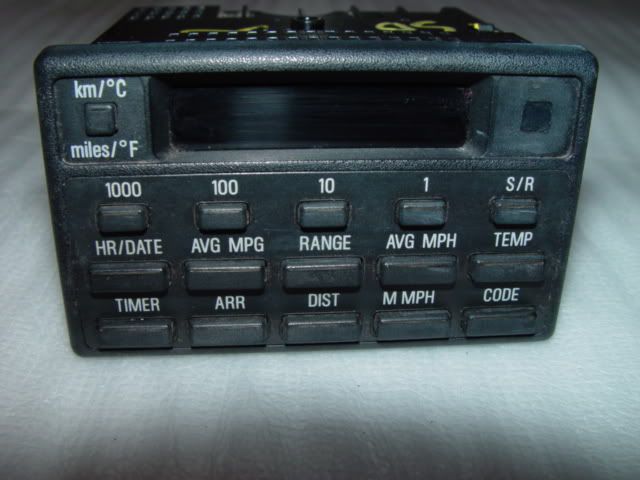 km/°C
miles/°F
1000 100 10 1 S/R
HR/DATE AVG MPG RANGE AVG MPH TEMP
TIMER ARR DIST M MPH CODE